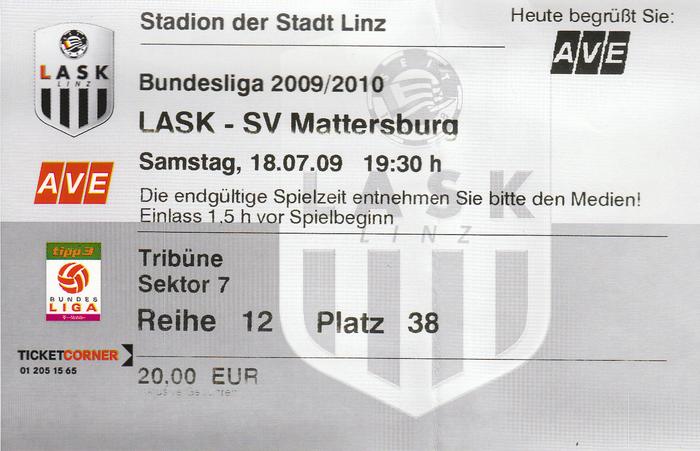 Stadion der Stadt Linz
Heute begrüßt Sie:
AVE
LASK
LINZ
Bundesliga 2009/2010
LASK - SV Mattersburg
Samstag, 18.07.09 19:30 h
AVE
Die endgültige Spielzeit entnehmen Sie bitte den Medien!
Einlass 1,5 h vor Spielbeginn
LASK
LINZ
tipp3
BUNDES
LIGA
Tribüne
Sektor 7
Reihe 12 Platz 38
TICKETCORNER
01 205 15 65
20.00 EUR